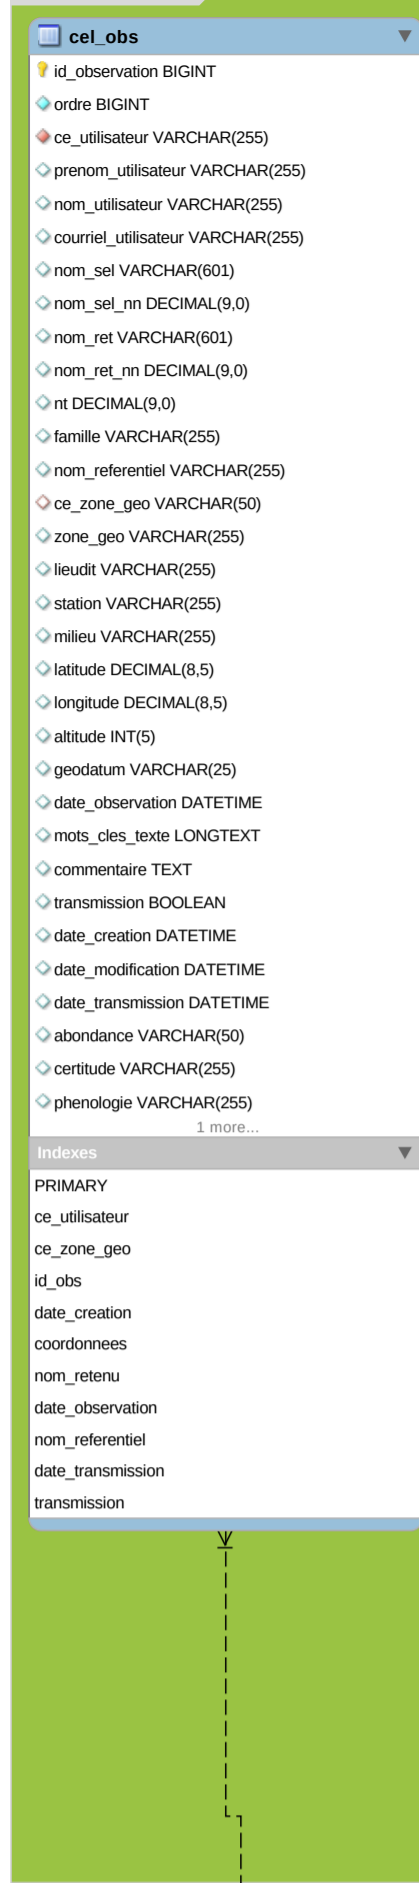 cel_obs
id_observation BIGINT
ordre BIGINT
ce_utilisateur VARCHAR(255)
prenom_utilisateur VARCHAR(255)
nom_utilisateur VARCHAR(255)
courriel_utilisateur VARCHAR(255)
nom_sel VARCHAR(601)
nom_sel_nn DECIMAL(9,0)
nom_ret VARCHAR(601)
nom_ret_nn DECIMAL(9,0)
nt DECIMAL(9,0)
famille VARCHAR(255)
nom_referentiel VARCHAR(255)
ce_zone_geo VARCHAR(50)
zone_geo VARCHAR(255)
lieudit VARCHAR(255)
station VARCHAR(255)
milieu VARCHAR(255)
latitude DECIMAL(8,5)
longitude DECIMAL(8,5)
altitude INT(5)
geodatum VARCHAR(25)
date_observation DATETIME
mots_cles_texte LONGTEXT
commentaire TEXT
transmission BOOLEAN
date_creation DATETIME
date_modification DATETIME
date_transmission DATETIME
abondance VARCHAR(50)
certitude VARCHAR(255)
phenologie VARCHAR(255)
1 more...
Indexes
PRIMARY
ce_utilisateur
ce_zone_geo
id_obs
date_creation
coordonnees
nom_retenu
date_observation
nom_referentiel
date_transmission
transmission